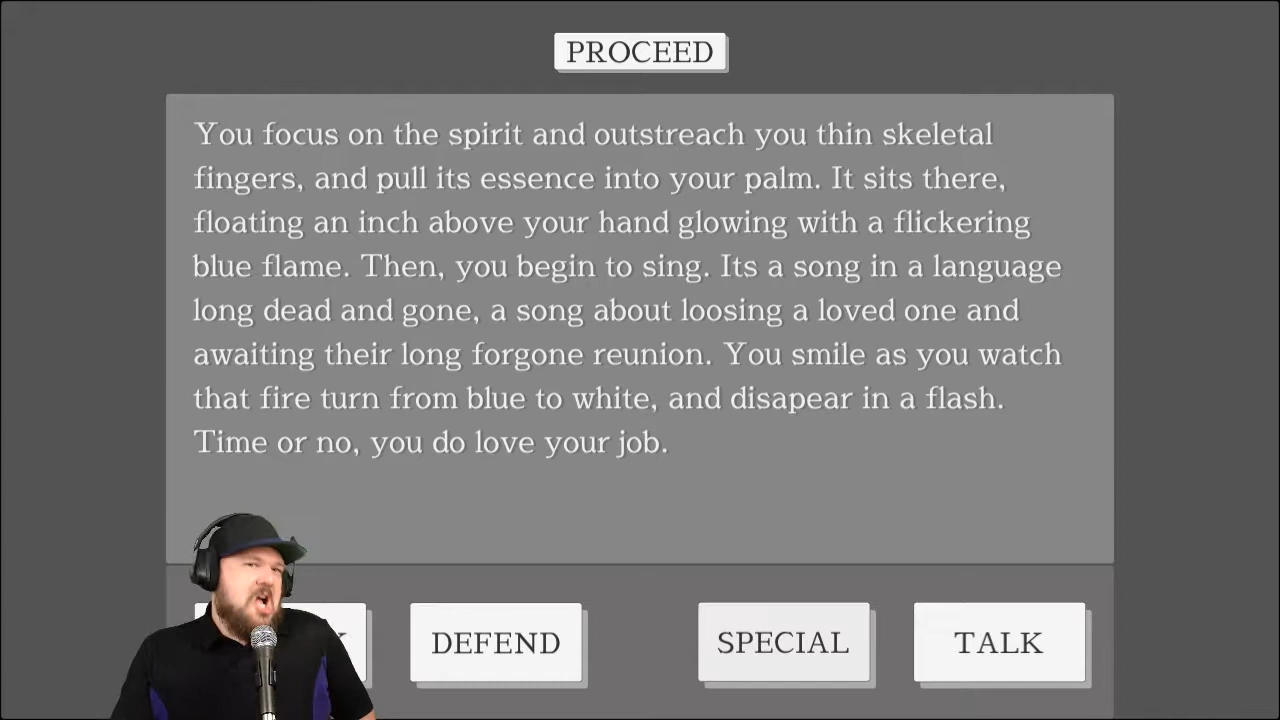 PROCEED
You focus on the spirit and outstreach you thin skeletal
fingers, and pull its essence into your palm. It sits there,
floating an inch above your hand glowing with a flickering
blue flame. Then, you begin to sing. Its a song in a language
long dead and gone, a song about loosing a loved one and
awaiting their long forgone reunion. You smile as you watch
that fire turn from blue to white, and disapear in a flash.
Time or no, you do love your job.
DEFEND
SPECIAL
TALK